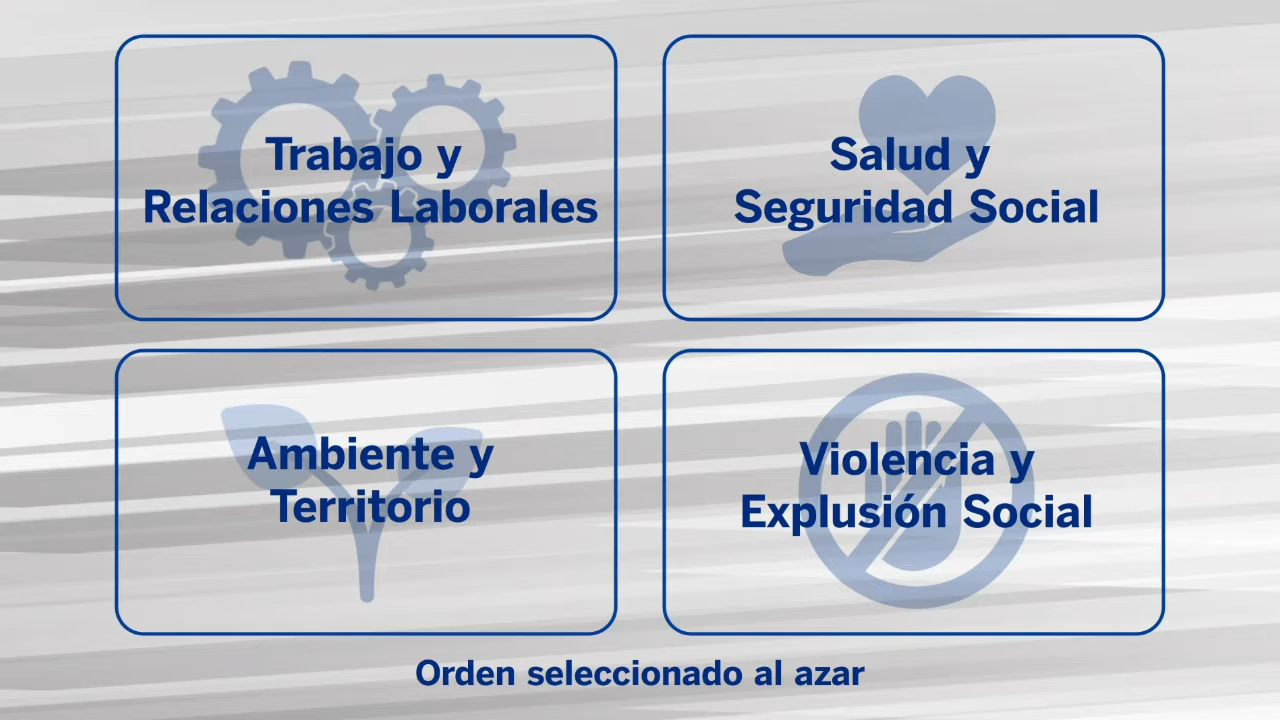 Trabajo y
Relaciones Laborales
Salud y
Seguridad Social
Ambiente y
Territorio
Violencia y
Explusión Social
Orden seleccionado al azar